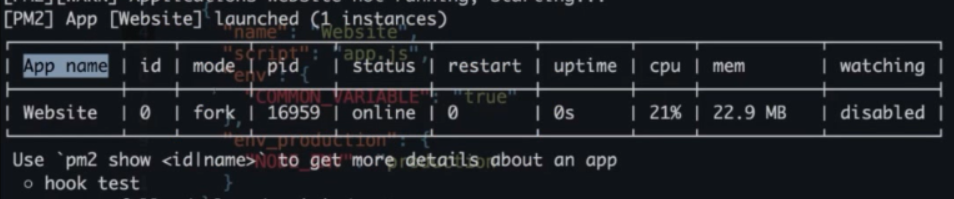 [PM2][WARN] Applications Website not running, starting...
[PM2] App [Website] launched (1 instances)
"name": "Website",
App name | id | mode | pid | status | restart | uptime | cpu | mem | watching
"script": "app.js",
"env": {
"COMMON_VARIABLE": "true"
Website | 0 | fork | 16959 | online | 0 | 0s | 21% | 22.9 MB | disabled
},
"env_production": {
Use `pm2 show <id|name>` to get more details about an app
○ hook test
}